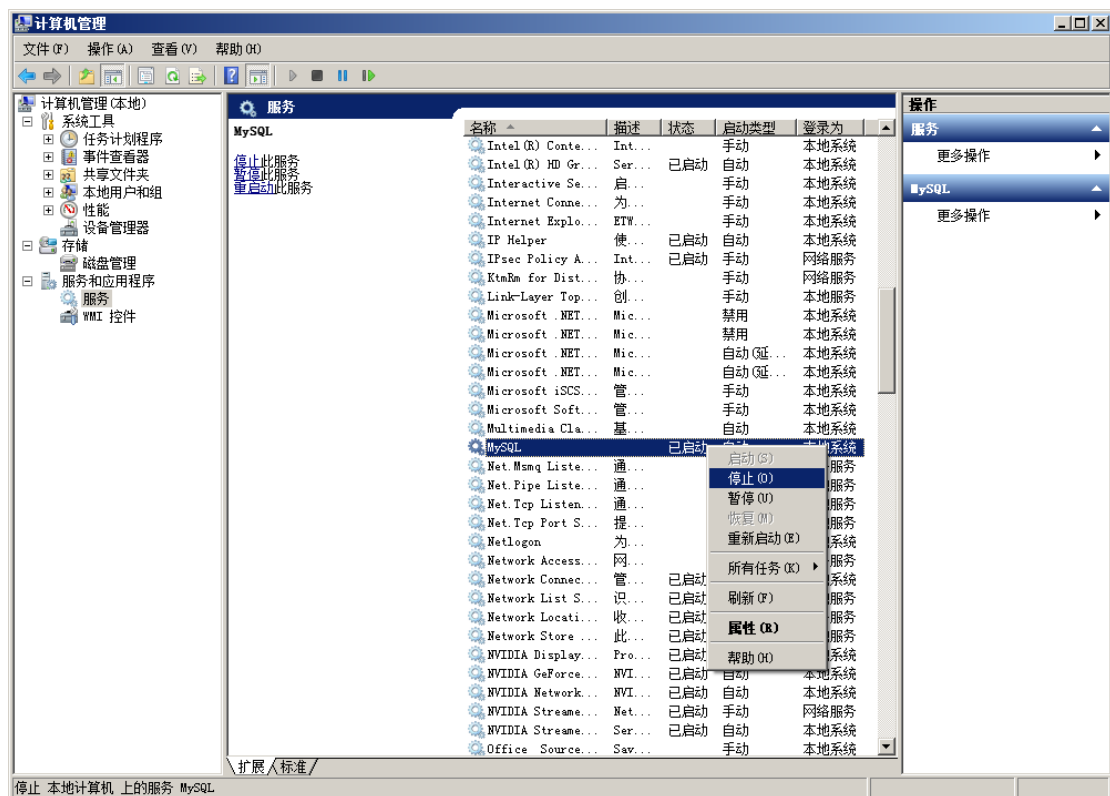 计算机管理
文件(F) 操作(A) 查看(V) 帮助(H)
计算机管理(本地)
系统工具
任务计划程序
事件查看器
共享文件夹
本地用户和组
性能
设备管理器
存储
磁盘管理
服务和应用程序
服务
WMI 控件
服务
MySQL
停止此服务
暂停此服务
重启动此服务
名称 描述 状态 启动类型 登录为
Intel(R) Conte... Int... 手动 本地系统
Intel(R) HD Gr... Ser... 已启动 自动 本地系统
Interactive Se... 启... 手动 本地系统
Internet Conne... 为... 手动 本地系统
Internet Explo... ETW... 手动 本地系统
IP Helper 使... 已启动 自动 本地系统
IPsec Policy A... Int... 已启动 手动 网络服务
KtmRm for Dist... 协... 手动 网络服务
Link-Layer Top... 创... 手动 本地服务
Microsoft .NET... Mic... 禁用 本地系统
Microsoft .NET... Mic... 禁用 本地系统
Microsoft .NET... Mic... 自动(延... 本地系统
Microsoft .NET... Mic... 自动(延... 本地系统
Microsoft iSCS... 管... 手动 本地系统
Microsoft Soft... 管... 手动 本地系统
Multimedia Cla... 基... 自动 本地系统
MySQL 已启动 自动 本地系统
Net.Msmq Liste... 通... 服务
Net.Pipe Liste... 通... 服务
Net.Tcp Listen... 通... 服务
Net.Tcp Port S... 提... 服务
Netlogon 为... 系统
Network Access... 网... 服务
Network Connec... 管... 已启动 系统
Network List S... 识... 已启动 服务
Network Locati... 收... 已启动 服务
Network Store ... 此... 已启动 服务
NVIDIA Display... Pro... 已启动 系统
NVIDIA GeForce... NVI... 已启动 自动 本地系统
NVIDIA Network... NVI... 已启动 自动 本地系统
NVIDIA Streame... Net... 已启动 手动 网络服务
NVIDIA Streame... Ser... 已启动 自动 本地系统
Office Source... Sav... 手动 本地系统
启动(S)
停止(O)
暂停(U)
恢复(M)
重新启动(E)
所有任务(K)
刷新(F)
属性(R)
帮助(H)
扩展 标准
操作
服务
更多操作
MySQL
更多操作
停止 本地计算机 上的服务 MySQL